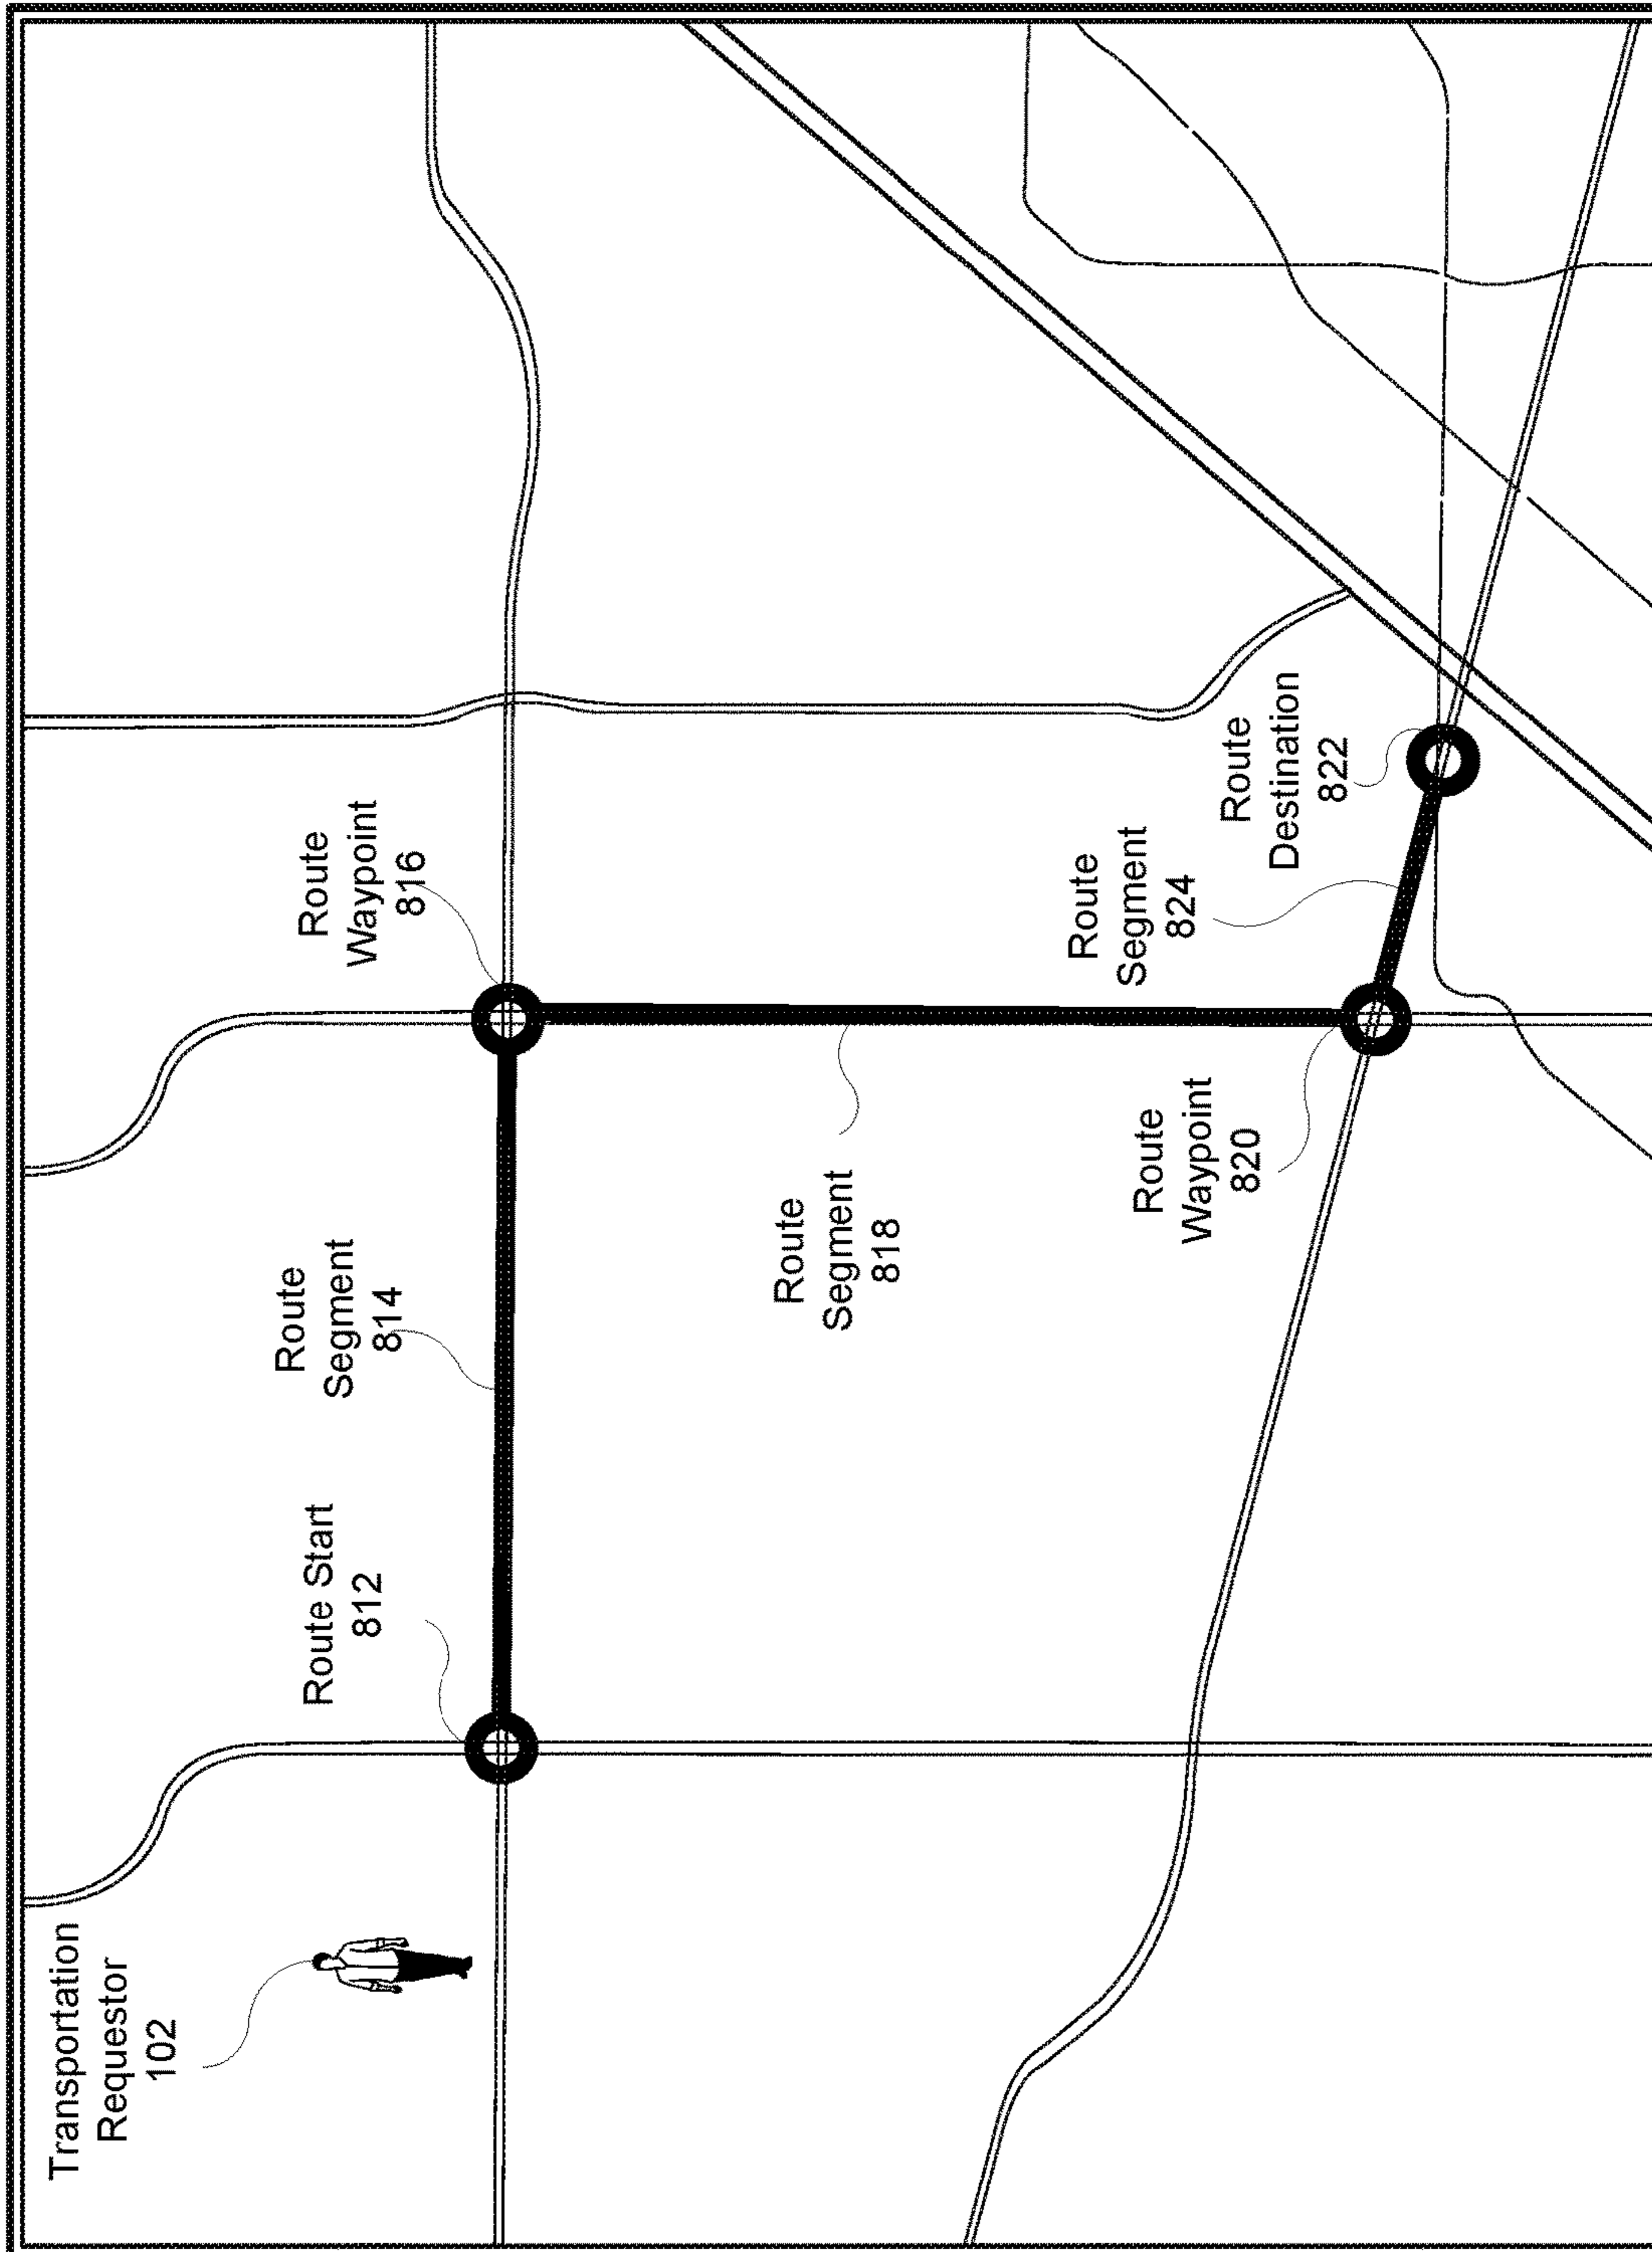 Transportation
Requestor
102
Route Start
812
Route
Segment
814
Route
Waypoint
816
Route
Segment
818
Route
Waypoint
820
Route
Segment
824
Route
Destination
822